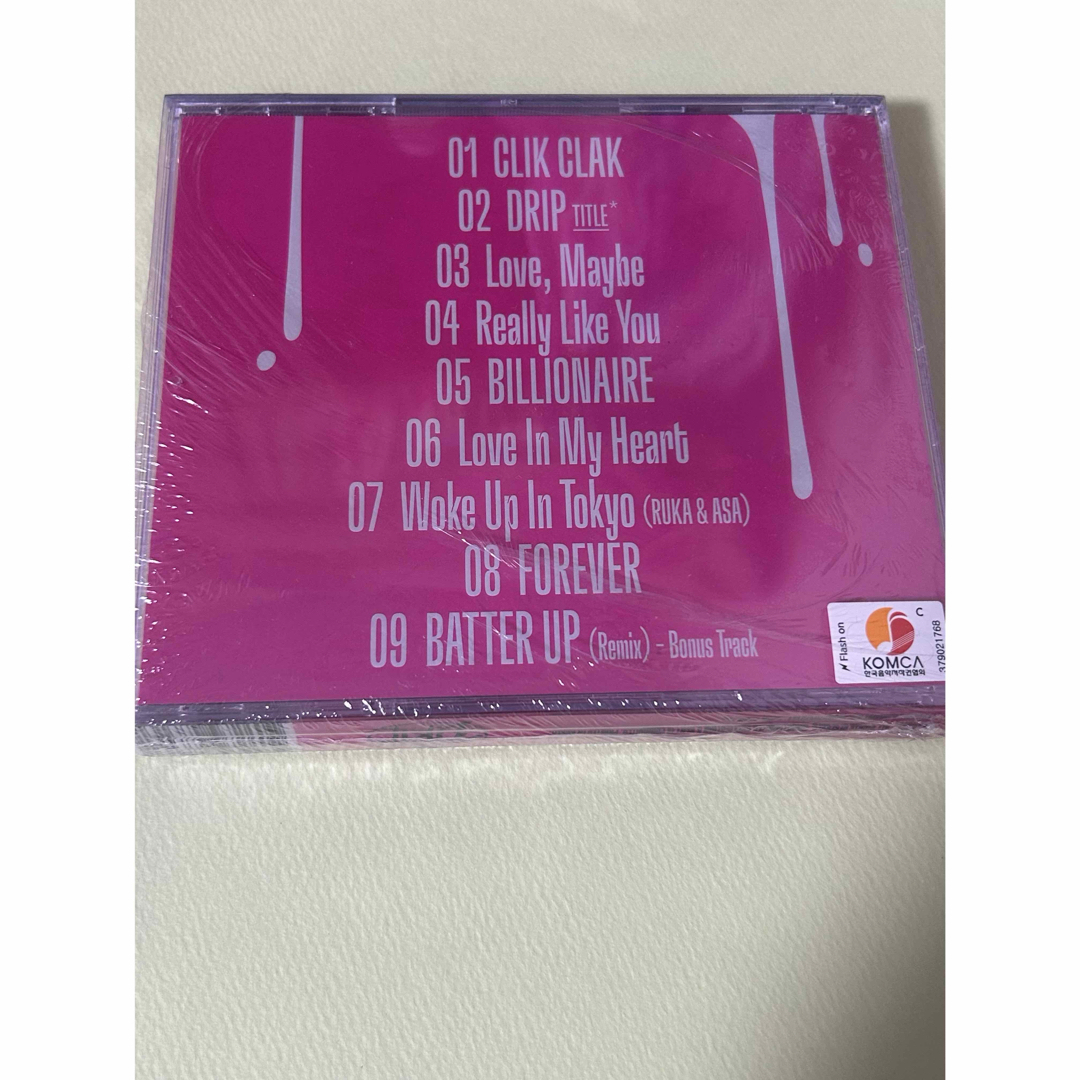 01 CLIK CLAK
02 DRIP TITLE*
03 Love, Maybe
04 Really Like You
05 BILLIONAIRE
06 Love In My Heart
07 Woke Up In Tokyo (RUKA & ASA)
08 FOREVER
09 BATTER UP (Remix) - Bonus Track
Flash on
C
KOMCA
한국음악저작권협회
379021768